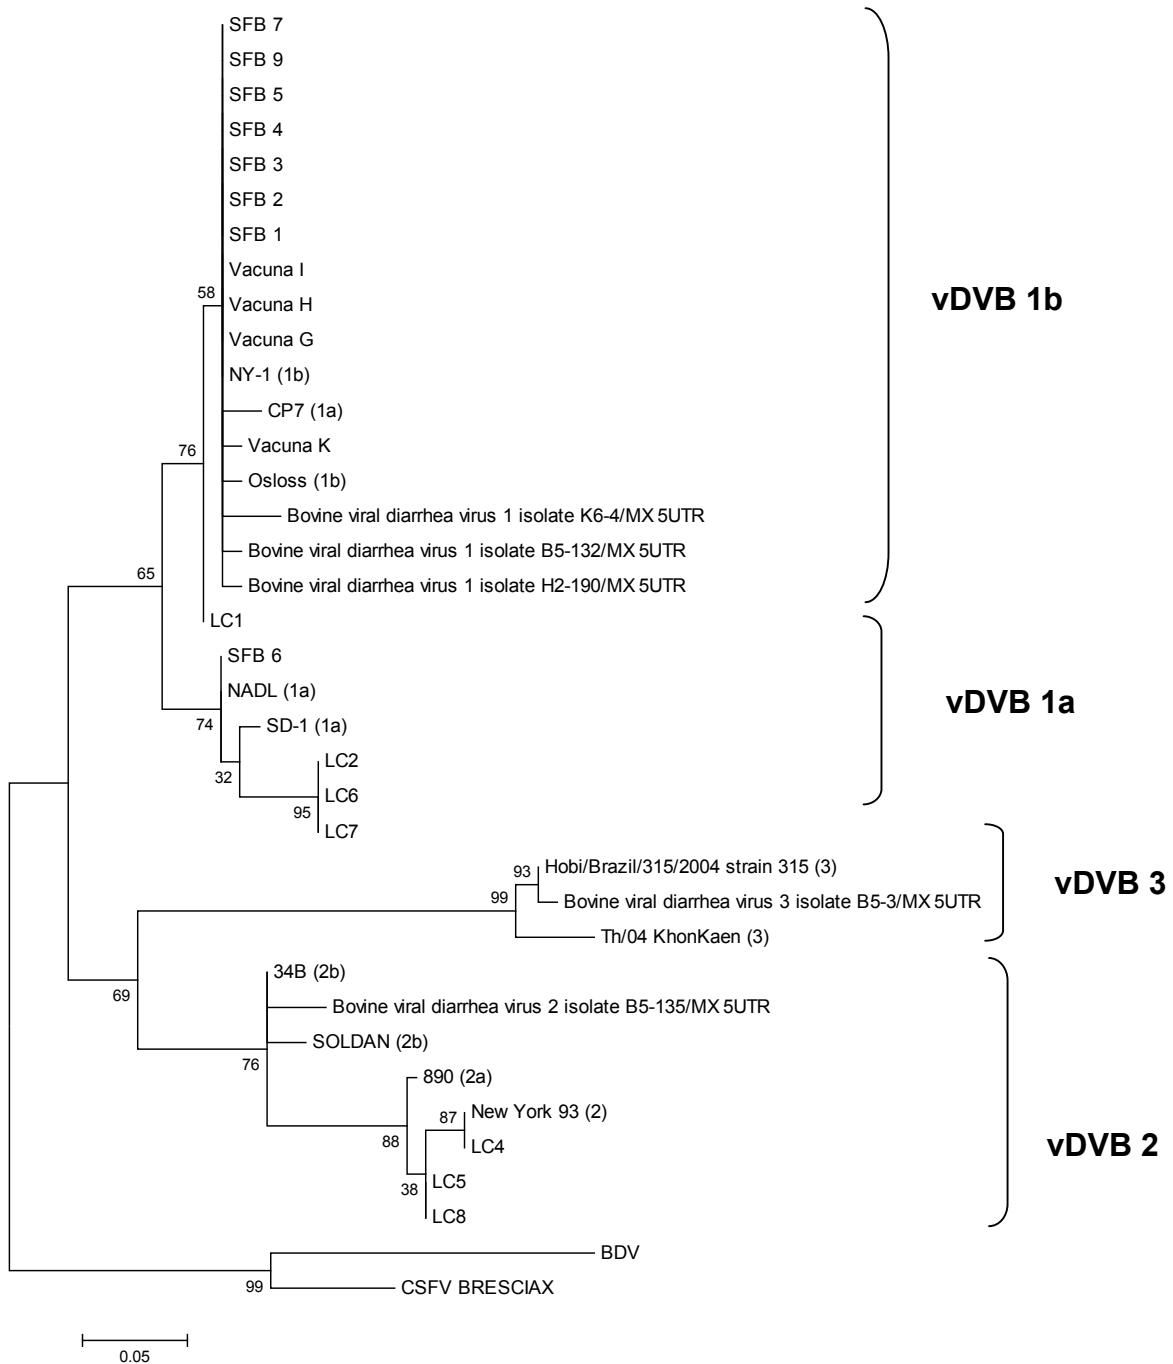 SFB 7
SFB 9
SFB 5
SFB 4
SFB 3
SFB 2
SFB 1
Vacuna I
58
Vacuna H
vDVB 1b
Vacuna G
NY-1 (1b)
CP7 (1a)
76
Vacuna K
Osloss (1b)
Bovine viral diarrhea virus 1 isolate K6-4/MX 5UTR
Bovine viral diarrhea virus 1 isolate B5-132/MX 5UTR
65
Bovine viral diarrhea virus 1 isolate H2-190/MX 5UTR
LC1
SFB 6
NADL (1a)
vDVB 1a
74
SD-1 (1a)
LC2
32
LC6
95
LC7
93
Hobi/Brazil/315/2004 strain 315 (3)
vDVB 3
99
Bovine viral diarrhea virus 3 isolate B5-3/MX 5UTR
Th/04 KhonKaen (3)
34B (2b)
69
Bovine viral diarrhea virus 2 isolate B5-135/MX 5UTR
SOLDAN (2b)
76
890 (2a)
87
New York 93 (2)
88
LC4
vDVB 2
LC5
38
LC8
BDV
99
CSFV BRESCIAX
0.05